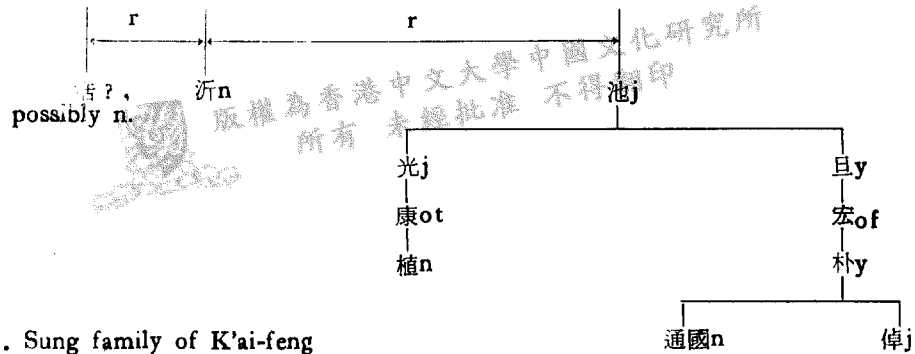 r r
? ,
possibly n.
沂n
池j
版權為香港中文大學中國文化研究所
所有 未經批准 不得翻印
光j 旦y
康ot 宏of
植n 朴y
通國n 倬j
. Sung family of K'ai-feng